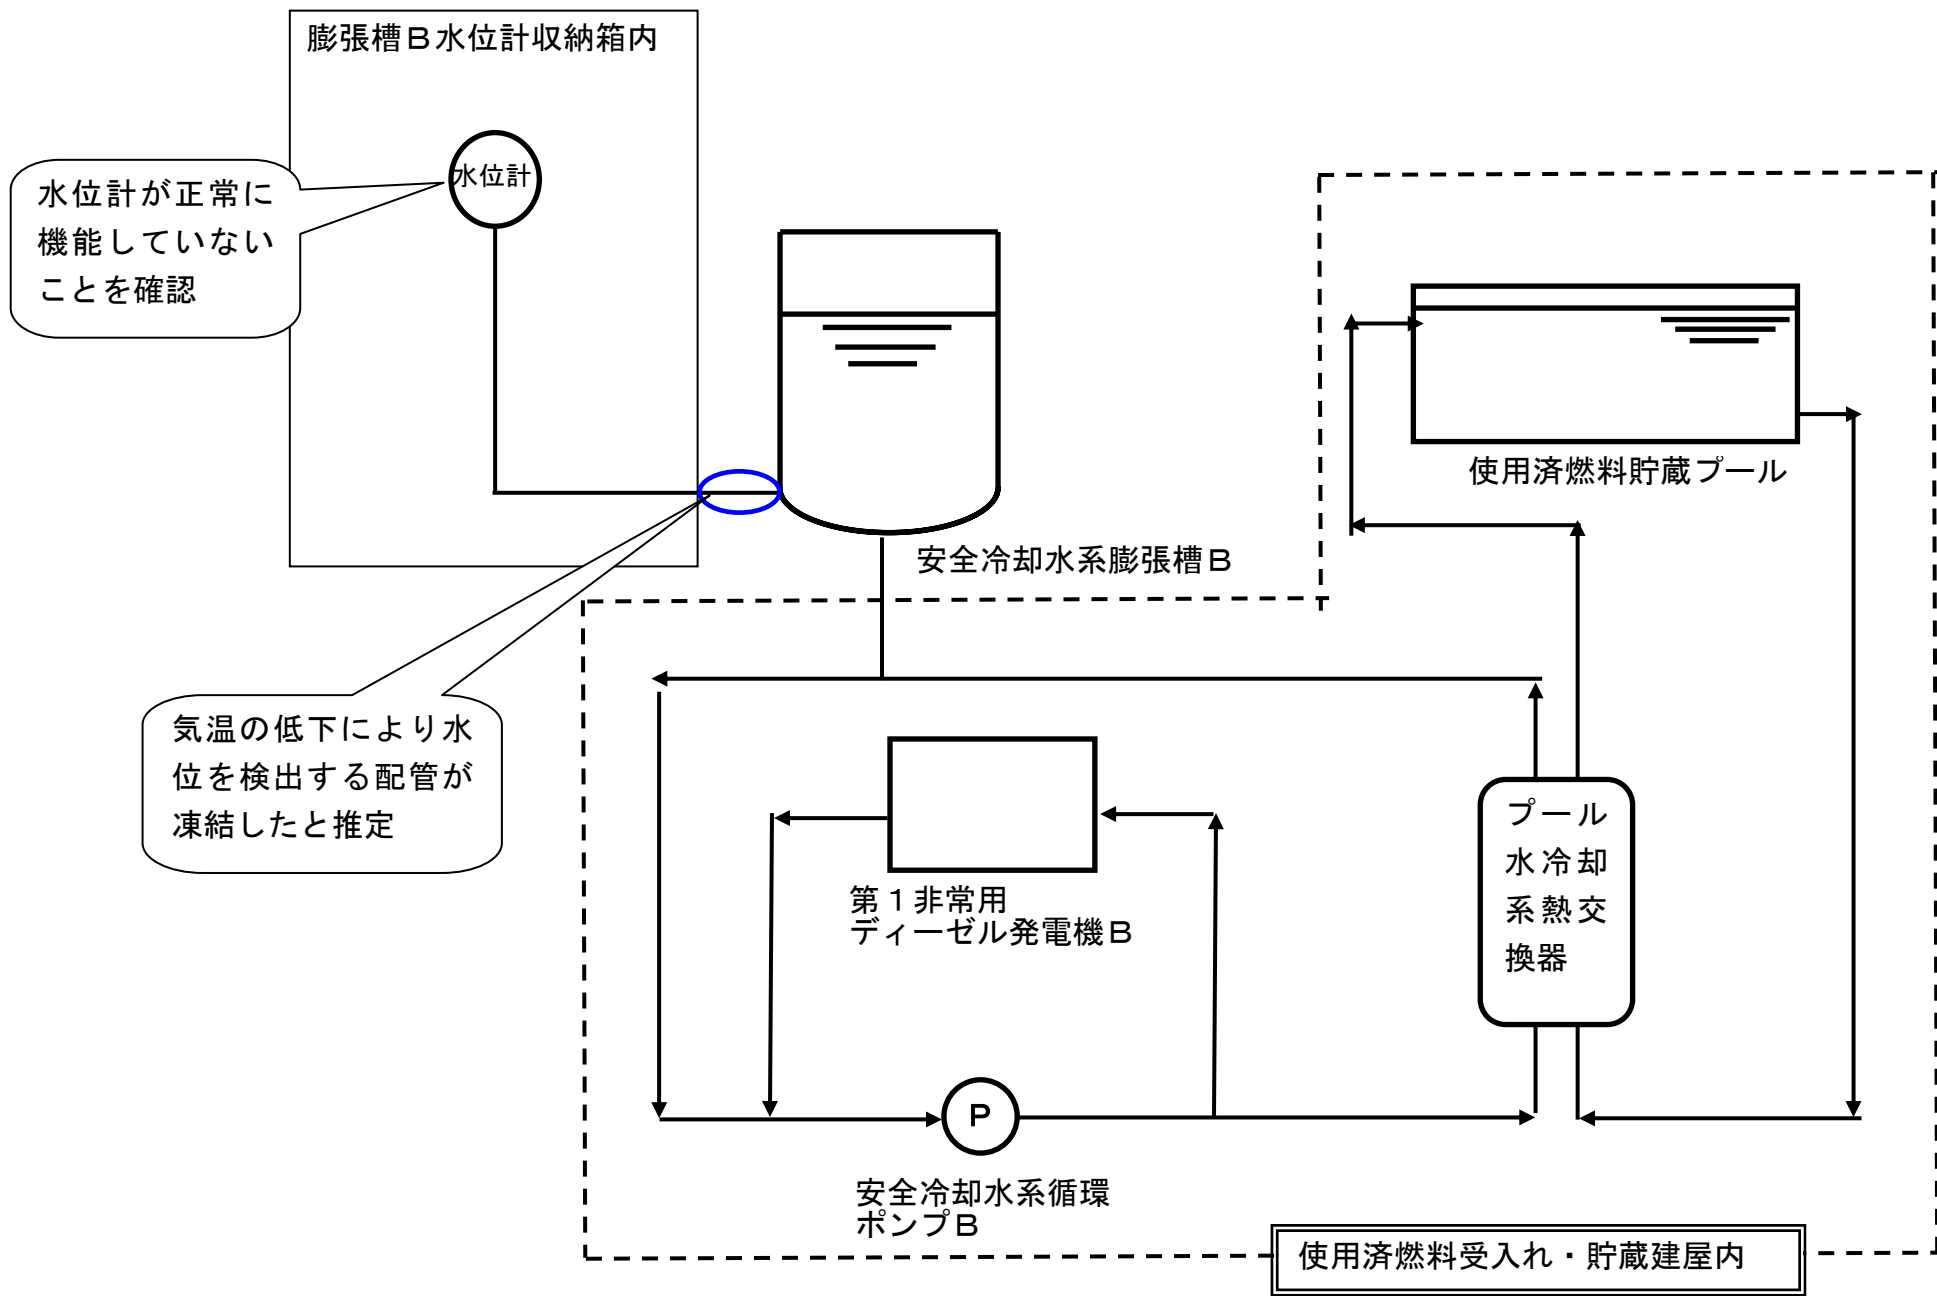 膨張槽Ｂ水位計収納箱内
水位計
水位計が正常に
機能していない
ことを確認
使用済燃料貯蔵プール
安全冷却水系膨張槽Ｂ
気温の低下により水
位を検出する配管が
凍結したと推定
プール
水冷却
系熱交
換器
第１非常用
ディーゼル発電機Ｂ
P
安全冷却水系循環
ポンプＢ
使用済燃料受入れ・貯蔵建屋内